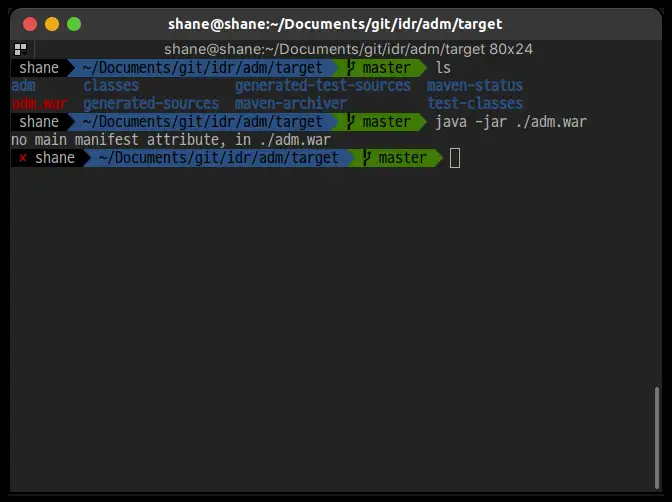 shane@shane:~/Documents/git/idr/adm/target
shane@shane:~/Documents/git/idr/adm/target 80x24
shane ~/Documents/git/idr/adm/target master ls
adm classes generated-test-sources maven-status
adm.war generated-sources maven-archiver test-classes
shane ~/Documents/git/idr/adm/target master java -jar ./adm.war
no main manifest attribute, in ./adm.war
✘ shane ~/Documents/git/idr/adm/target master